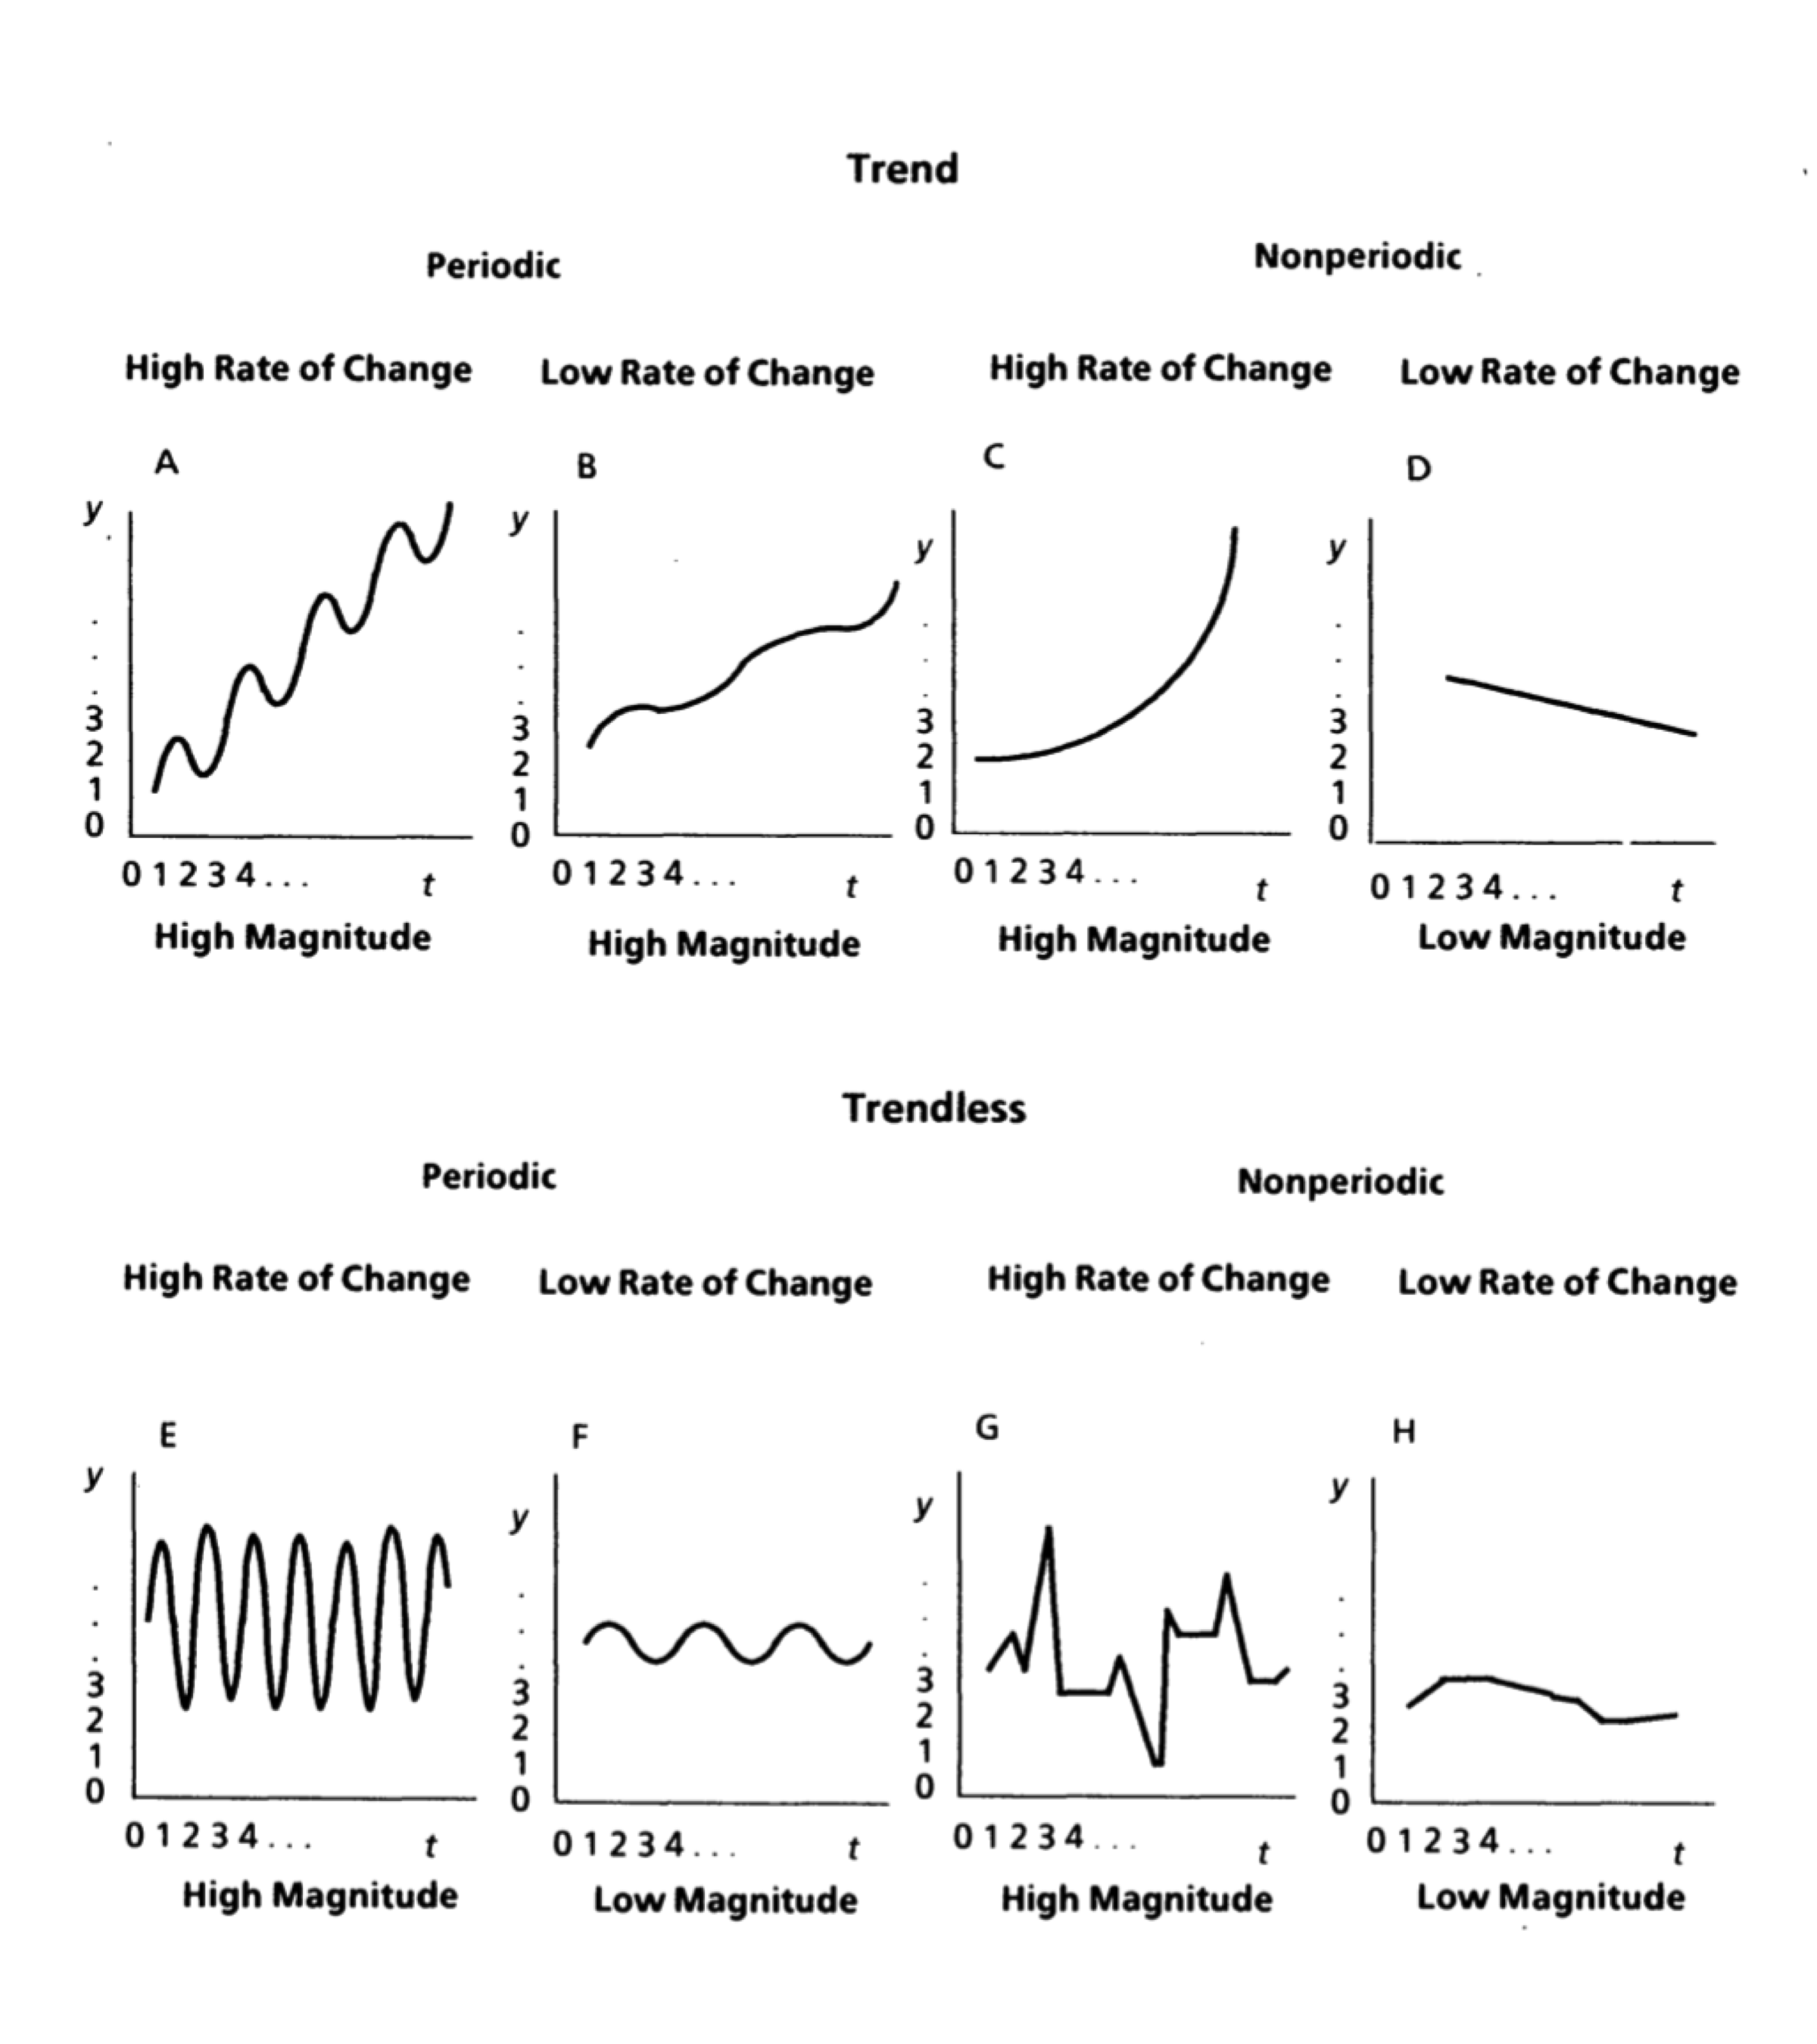 Trend
Periodic Nonperiodic
High Rate of Change Low Rate of Change High Rate of Change Low Rate of Change
A B C D
y y y y
. . . .
. . . .
. . . .
3 3 3 3
2 2 2 2
1 1 1 1
0 0 0 0
0 1 2 3 4 . . . t 0 1 2 3 4 . . . t 0 1 2 3 4 . . . t 0 1 2 3 4 . . . t
High Magnitude High Magnitude High Magnitude Low Magnitude
Trendless
Periodic Nonperiodic
High Rate of Change Low Rate of Change High Rate of Change Low Rate of Change
E F G H
y y y y
. . . .
. . . .
. . . .
3 3 3 3
2 2 2 2
1 1 1 1
0 0 0 0
0 1 2 3 4 . . . t 0 1 2 3 4 . . . t 0 1 2 3 4 . . . t 0 1 2 3 4 . . . t
High Magnitude Low Magnitude High Magnitude Low Magnitude